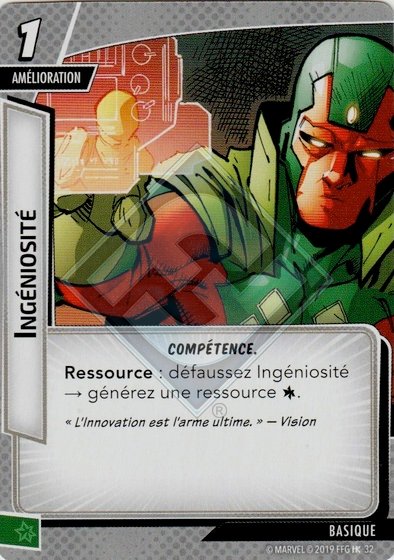 1
AMÉLIORATION
INGÉNIOSITÉ
COMPÉTENCE.
Ressource : défaussez Ingéniosité
→ générez une ressource ✷.
« L'Innovation est l'arme ultime. » — Vision
®
BASIQUE
© MARVEL © 2019 FFG HK 32